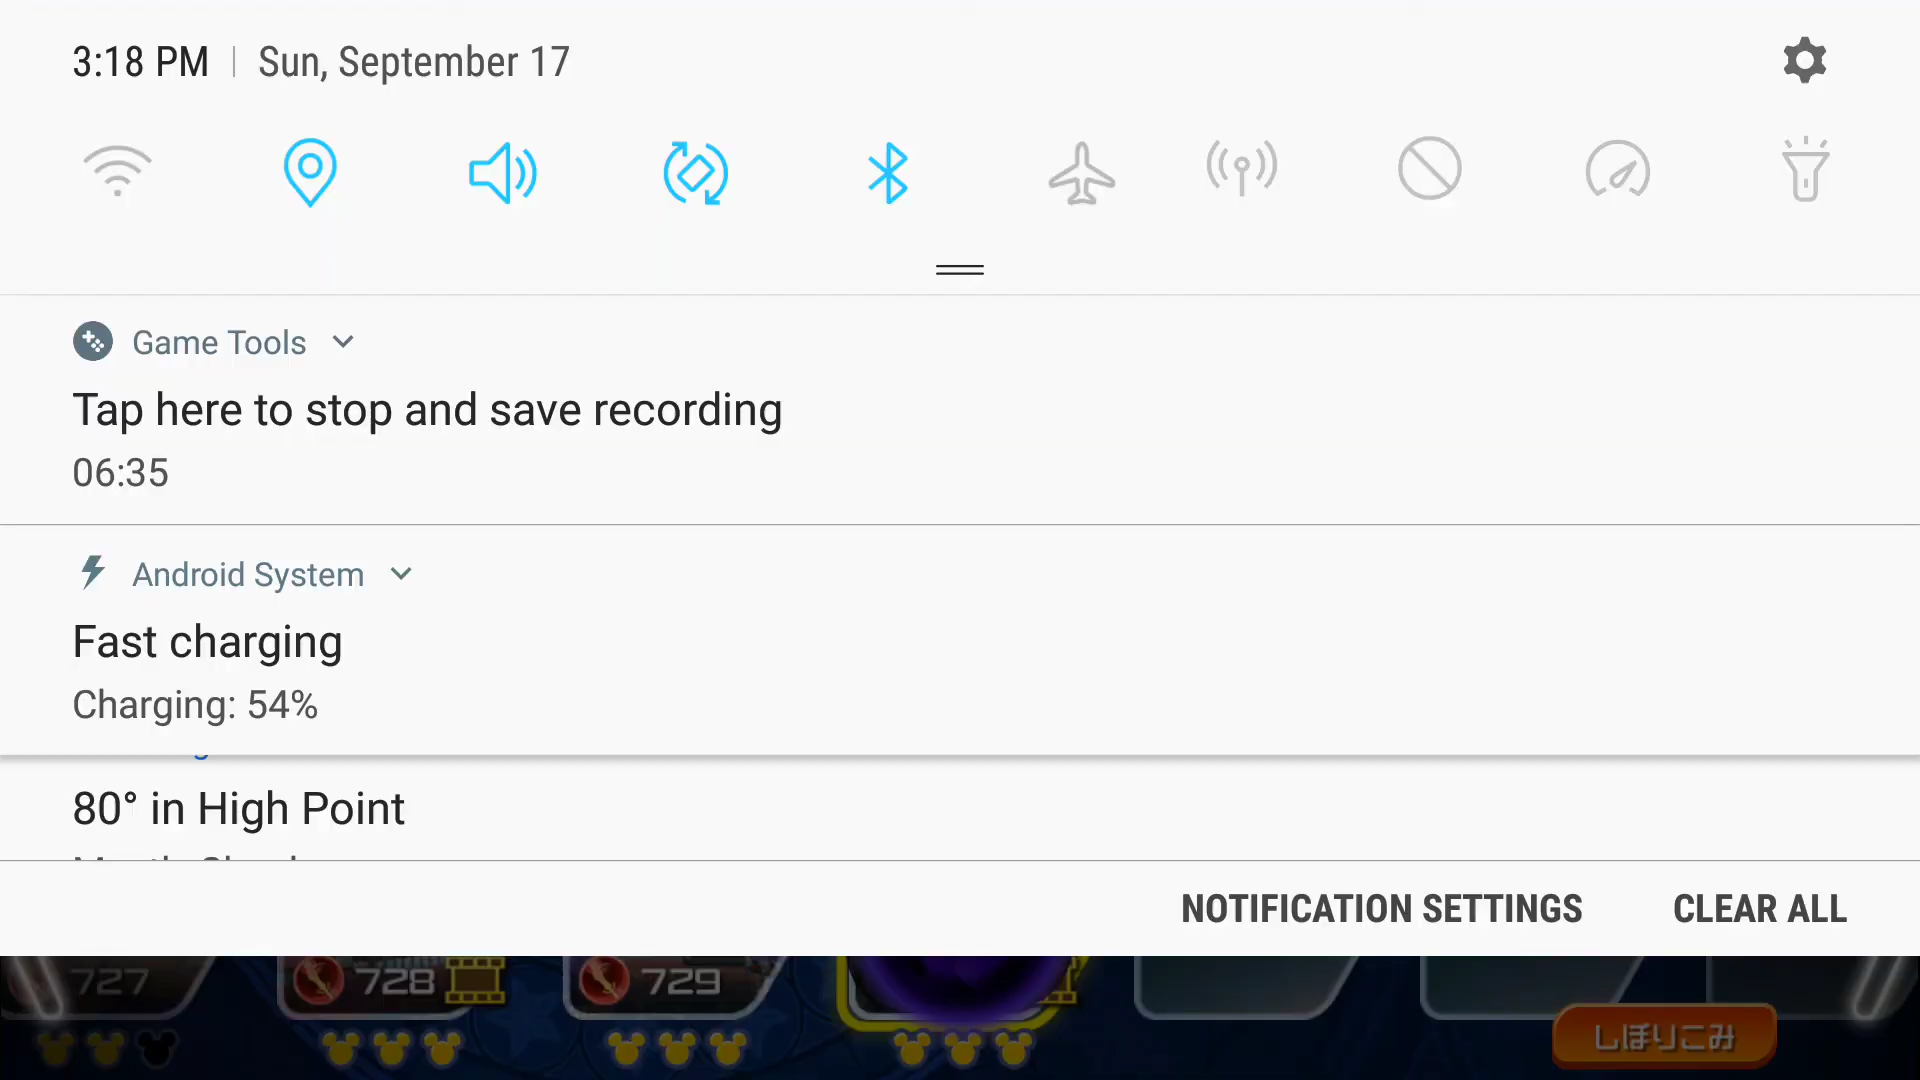 3:18 PM | Sun, September 17
Game Tools
Tap here to stop and save recording
06:35
Android System
Fast charging
Charging: 54%
80° in High Point
NOTIFICATION SETTINGS CLEAR ALL
727 728 729
しぼりこみ